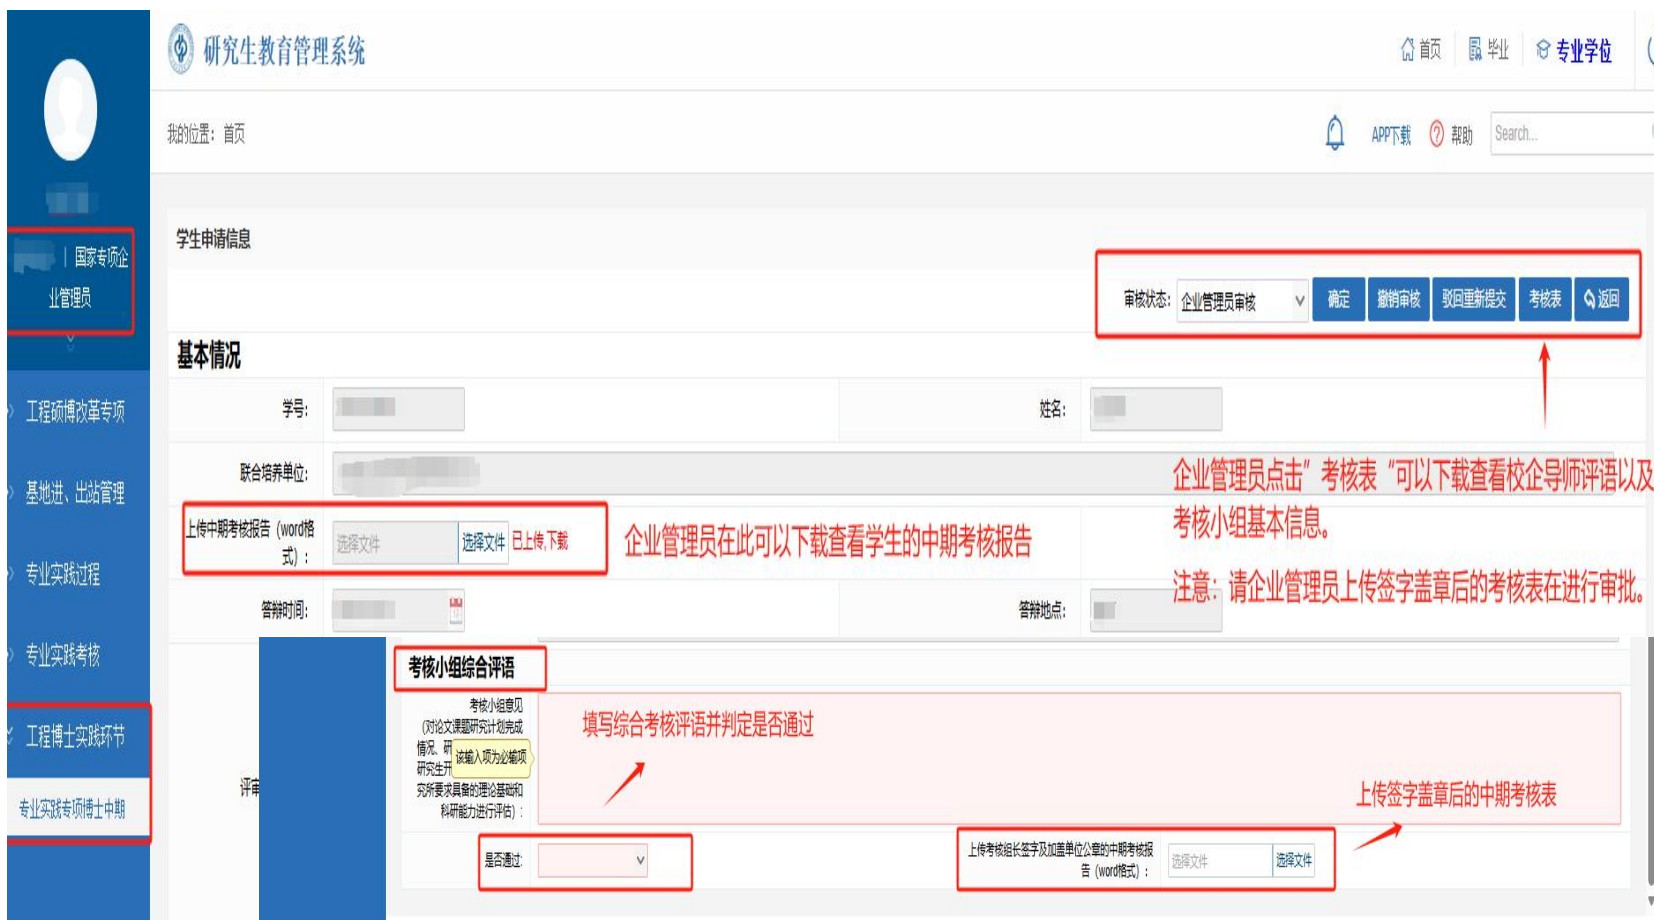 研究生教育管理系统
首页
毕业
专业学位
我的位置：首页
APP下载
帮助
Search...
| 国家专项企
业管理员
工程硕博改革专项
基地进、出站管理
专业实践过程
专业实践考核
工程博士实践环节
专业实践专项博士中期
学生申请信息
审核状态：
企业管理员审核
确定
撤销审核
驳回重新提交
考核表
返回
基本情况
学号：
姓名：
联合培养单位：
企业管理员点击”考核表“可以下载查看校企导师评语以及
考核小组基本信息。
注意：请企业管理员上传签字盖章后的考核表在进行审批。
上传中期考核报告（word格
式）：
选择文件
选择文件
已上传,下载
企业管理员在此可以下载查看学生的中期考核报告
答辩时间：
答辩地点：
评审
考核小组综合评语
考核小组意见
（对论文课题研究计划完成
情况、研
该输入项为必输项
研究生开
究所要求具备的理论基础和
科研能力进行评估）：
填写综合考核评语并判定是否通过
上传签字盖章后的中期考核表
是否通过:
上传考核组长签字及加盖单位公章的中期考核报
告（word格式）：
选择文件
选择文件